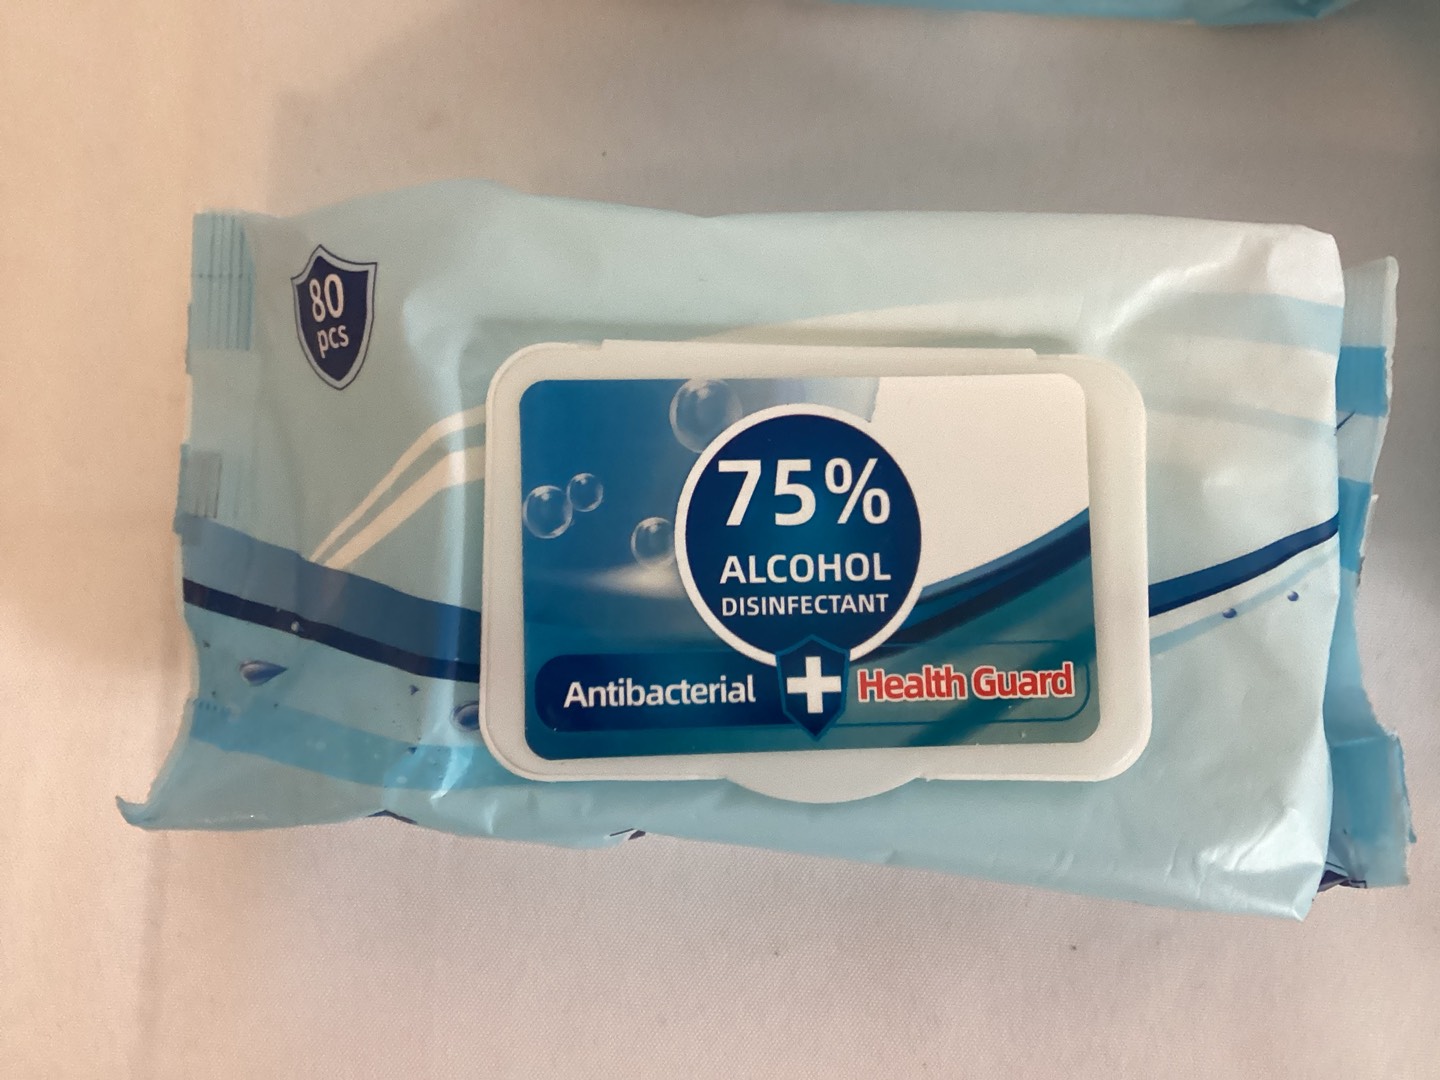 80
pcs
75%
ALCOHOL
DISINFECTANT
Antibacterial
Health Guard